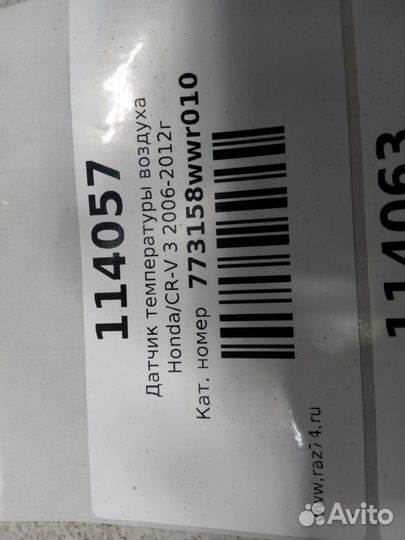 114057
Датчик температуры воздуха
Honda/CR-V 3 2006-2012г
Кат. номер 773158wwr010
www.raz74.ru
114063
Avito